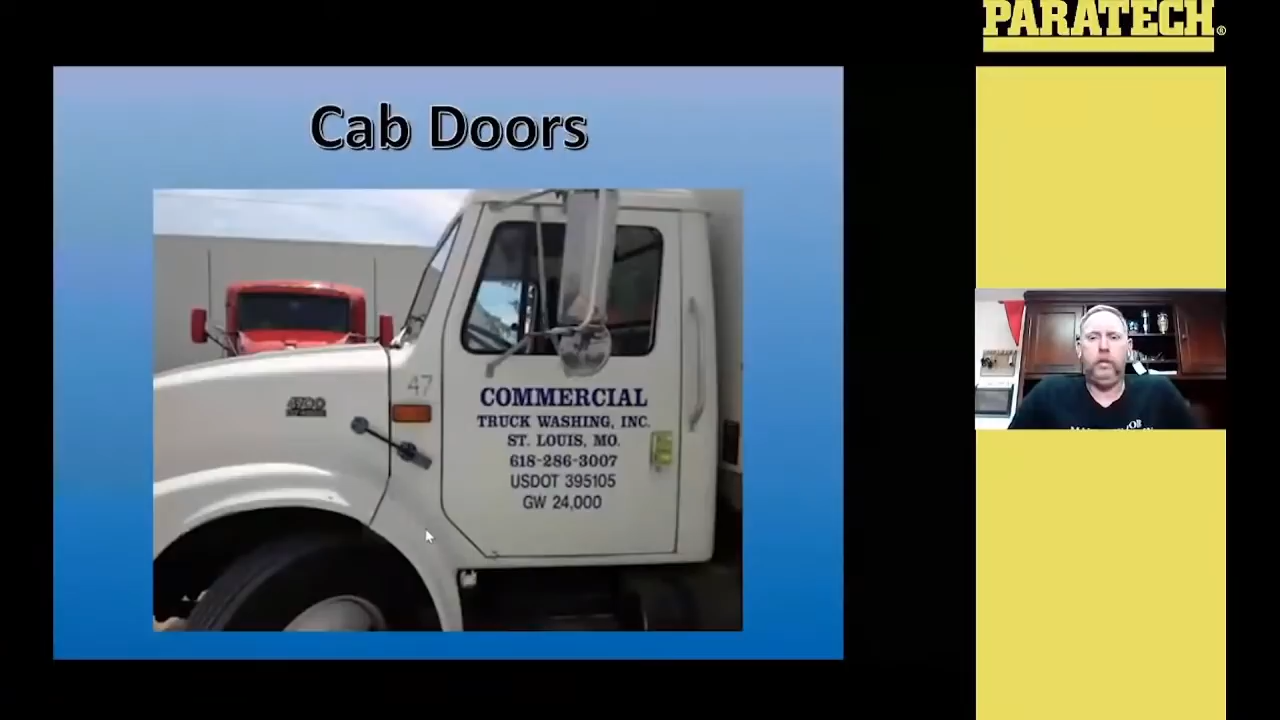 PARATECH®
Cab Doors
47
4700
COMMERCIAL
TRUCK WASHING, INC.
ST. LOUIS, MO.
618-286-3007
USDOT 395105
GW 24,000